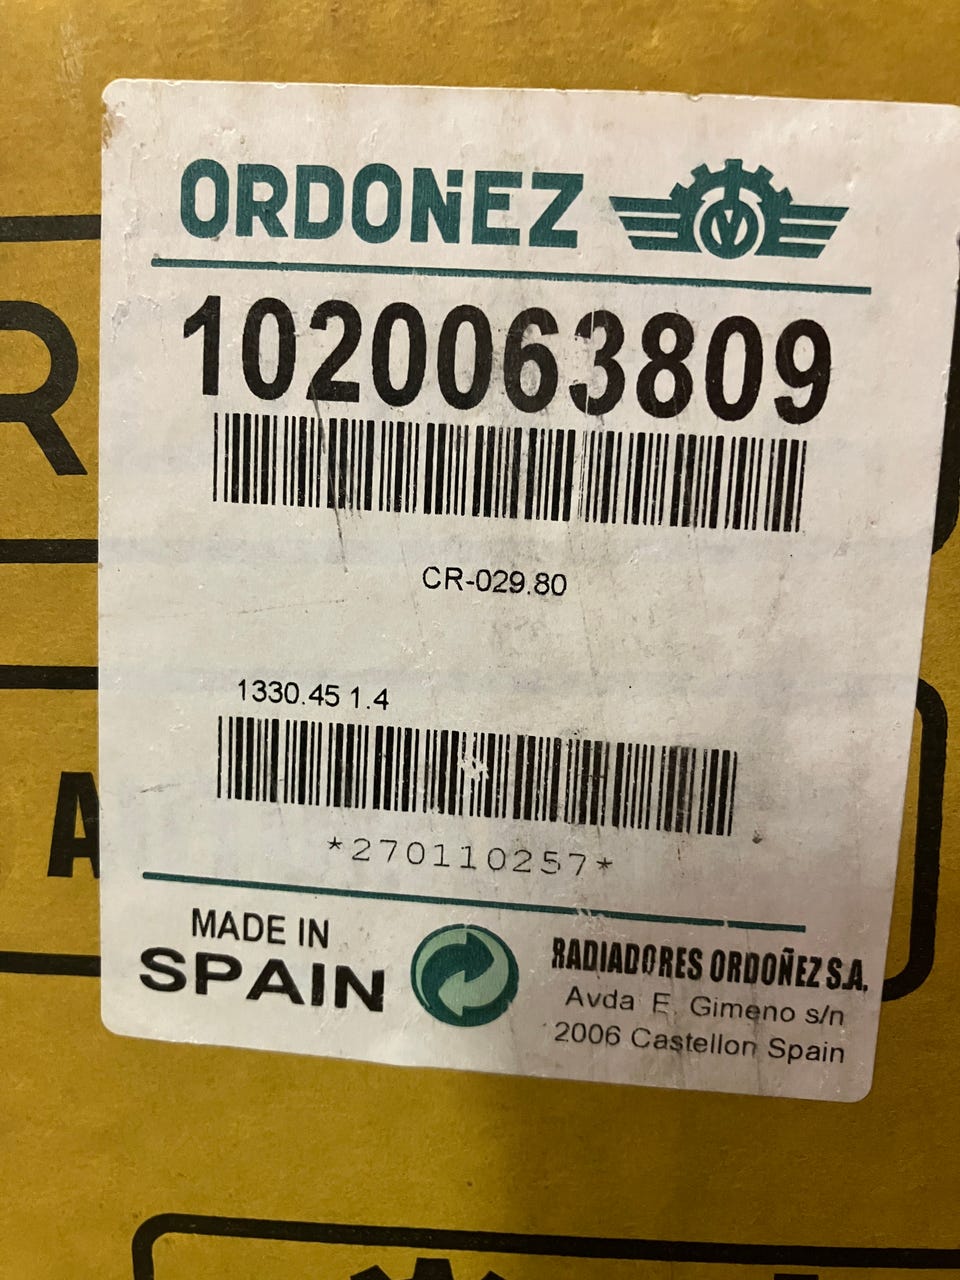 ORDOÑEZ
1020063809
CR-029.80
1330.45 1.4
*270110257*
MADE IN
SPAIN
RADIADORES ORDOÑEZ S.A.
Avda E. Gimeno s/n
2006 Castellon Spain
R
A